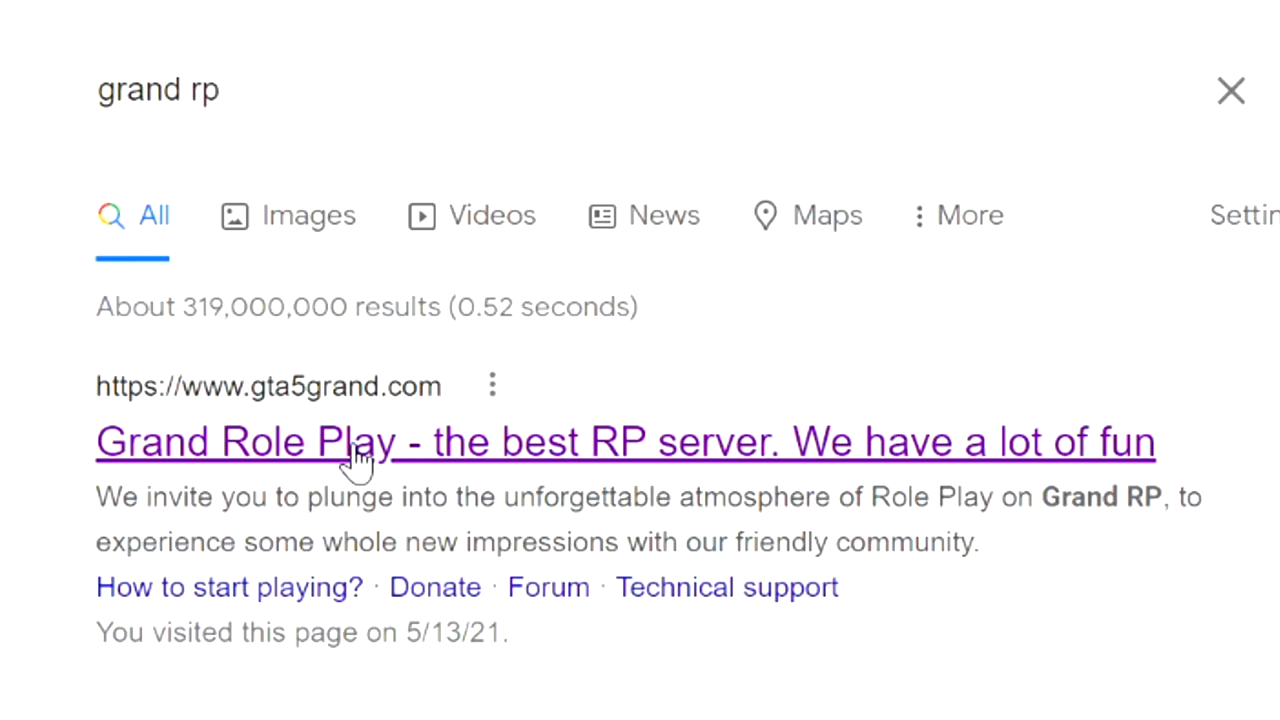 grand rp
All Images Videos News Maps More Settin
About 319,000,000 results (0.52 seconds)
https://www.gta5grand.com
Grand Role Play - the best RP server. We have a lot of fun
We invite you to plunge into the unforgettable atmosphere of Role Play on Grand RP, to
experience some whole new impressions with our friendly community.
How to start playing? · Donate · Forum · Technical support
You visited this page on 5/13/21.